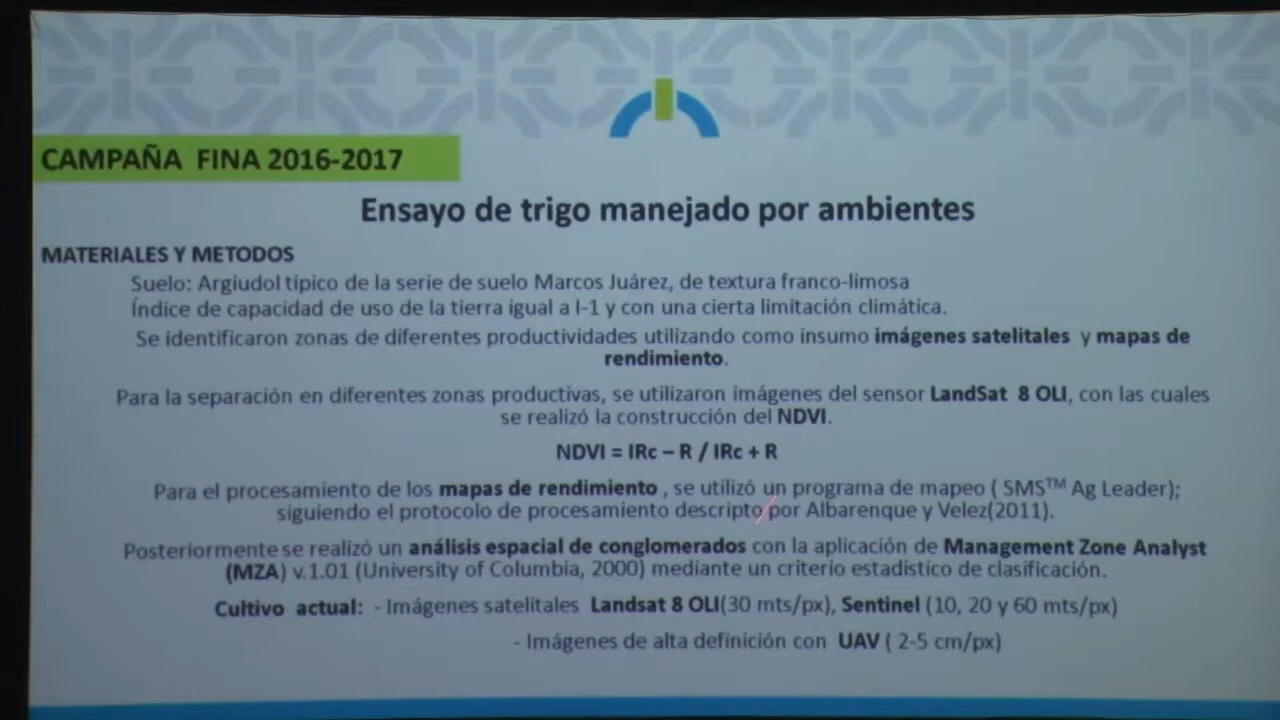 CAMPAÑA FINA 2016-2017
Ensayo de trigo manejado por ambientes
MATERIALES Y METODOS
Suelo: Argiudol típico de la serie de suelo Marcos Juárez, de textura franco-limosa
Índice de capacidad de uso de la tierra igual a I-1 y con una cierta limitación climática.
Se identificaron zonas de diferentes productividades utilizando como insumo imágenes satelitales y mapas de
rendimiento.
Para la separación en diferentes zonas productivas, se utilizaron imágenes del sensor LandSat 8 OLI, con las cuales
se realizó la construcción del NDVI.
NDVI = IRc – R / IRc + R
Para el procesamiento de los mapas de rendimiento , se utilizó un programa de mapeo ( SMS™ Ag Leader);
siguiendo el protocolo de procesamiento descripto por Albarenque y Velez(2011).
Posteriormente se realizó un análisis espacial de conglomerados con la aplicación de Management Zone Analyst
(MZA) v.1.01 (University of Columbia, 2000) mediante un criterio estadístico de clasificación.
Cultivo actual: - Imágenes satelitales Landsat 8 OLI(30 mts/px), Sentinel (10, 20 y 60 mts/px)
- Imágenes de alta definición con UAV ( 2-5 cm/px)